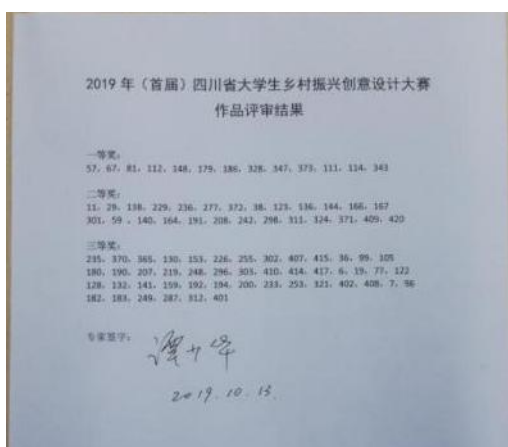 2019 年（首届）四川省大学生乡村振兴创意设计大赛
作品评审结果
一等奖：
57、67、81、112、148、179、186、328、347、373、111、114、343
二等奖：
11、29、138、229、236、277、372、38、123、136、144、166、167
301、59 、140、164、191、208、242、298、311、324、371、409、420
三等奖：
235、370、365、130、153、226、255、302、407、415、36、99、105
180、190、207、219、248、296、303、410、414、417、6、19、77、122
128、132、141、159、192、194、200、233、253、321、402、408、7、96
182、183、249、287、312、401
专家签字：
2019.10.13